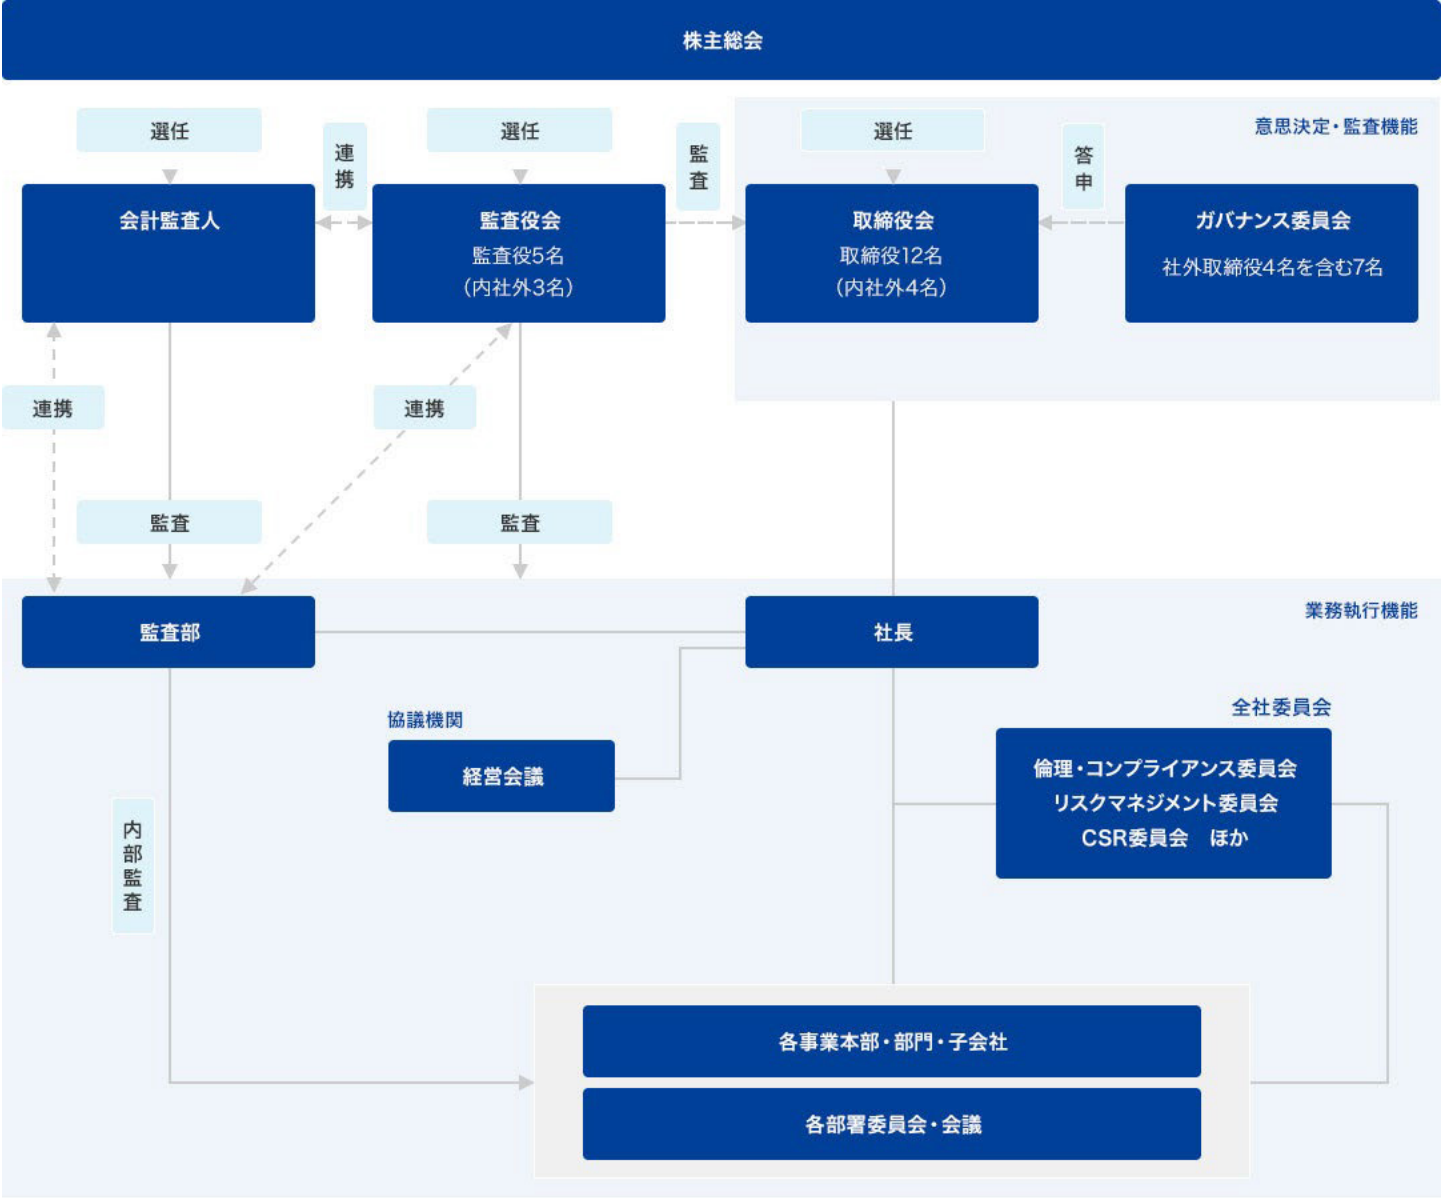 株主総会
選任
連携
選任
監査
選任
答申
意思決定・監査機能
会計監査人
監査役会
監査役5名
(内社外3名)
取締役会
取締役12名
(内社外4名)
ガバナンス委員会
社外取締役4名を含む7名
連携
連携
監査
監査
業務執行機能
監査部
社長
協議機関
経営会議
全社委員会
倫理・コンプライアンス委員会
リスクマネジメント委員会
CSR委員会　ほか
内部監査
各事業本部・部門・子会社
各部署委員会・会議